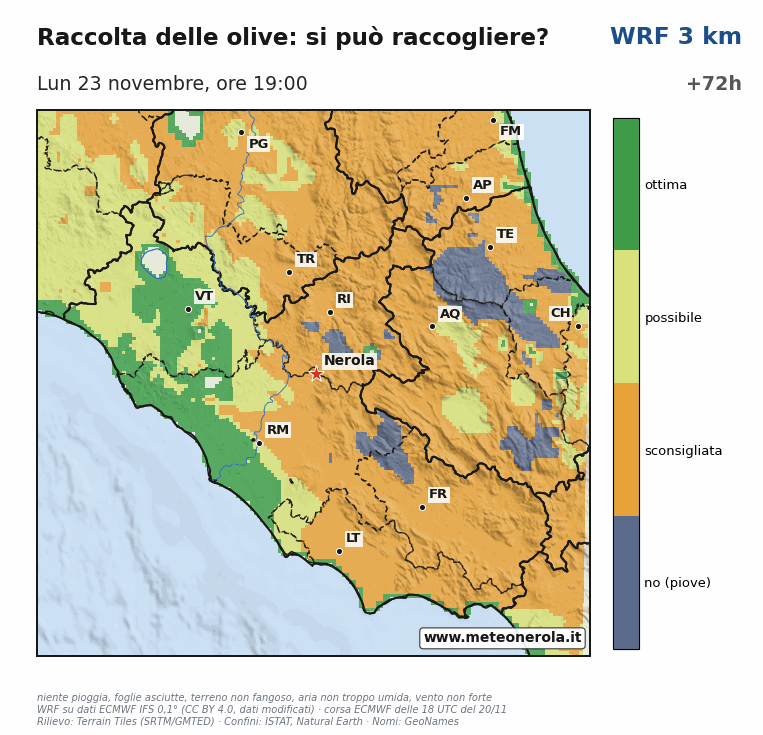 Raccolta delle olive: si può raccogliere?
WRF 3 km
Lun 23 novembre, ore 19:00
+72h
FM
PG
AP
TE
TR
VT
RI
AQ
CH
Nerola
RM
FR
LT
www.meteonerola.it
ottima
possibile
sconsigliata
no (piove)
niente pioggia, foglie asciutte, terreno non fangoso, aria non troppo umida, vento non forte
WRF su dati ECMWF IFS 0,1° (CC BY 4.0, dati modificati) · corsa ECMWF delle 18 UTC del 20/11
Rilievo: Terrain Tiles (SRTM/GMTED) · Confini: ISTAT, Natural Earth · Nomi: GeoNames